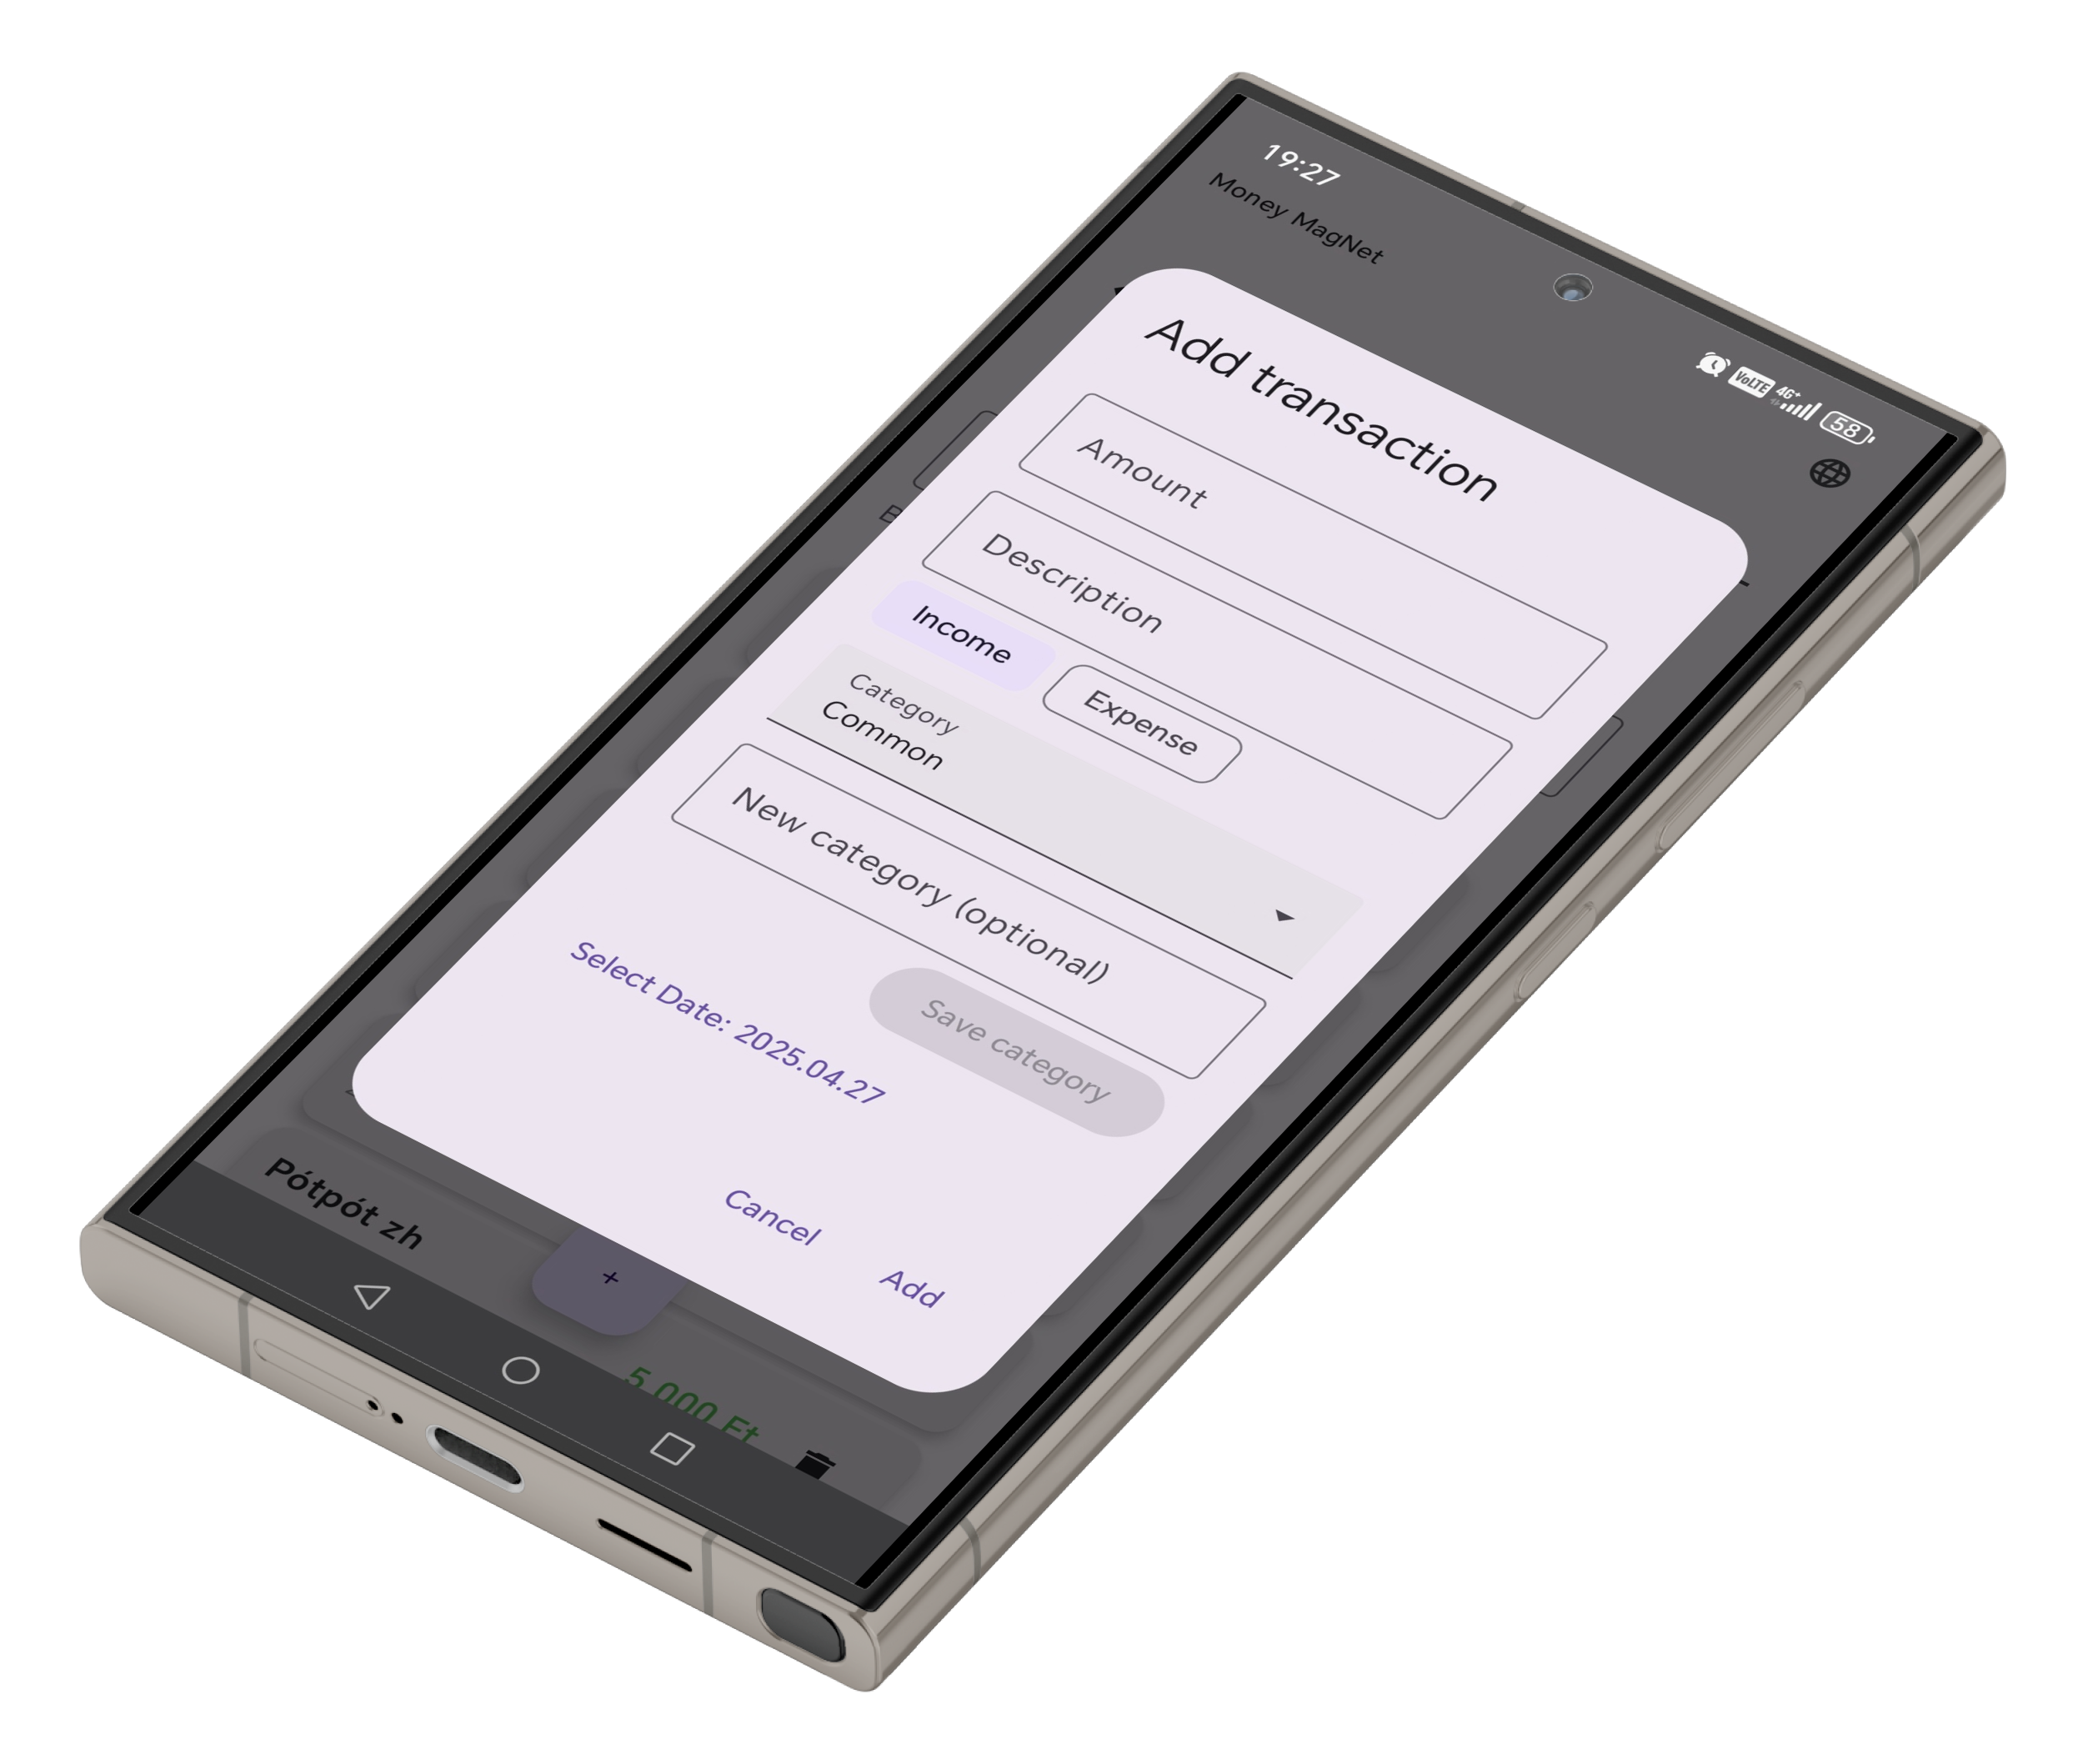 19:27
VoLTE 4G+ 58
Money MagNet
Add transaction
Amount
Description
Income
Expense
Category
Common
New category (optional)
Save category
Select Date: 2025.04.27
Cancel
Add
Pótpót zh
+
5 000 Ft